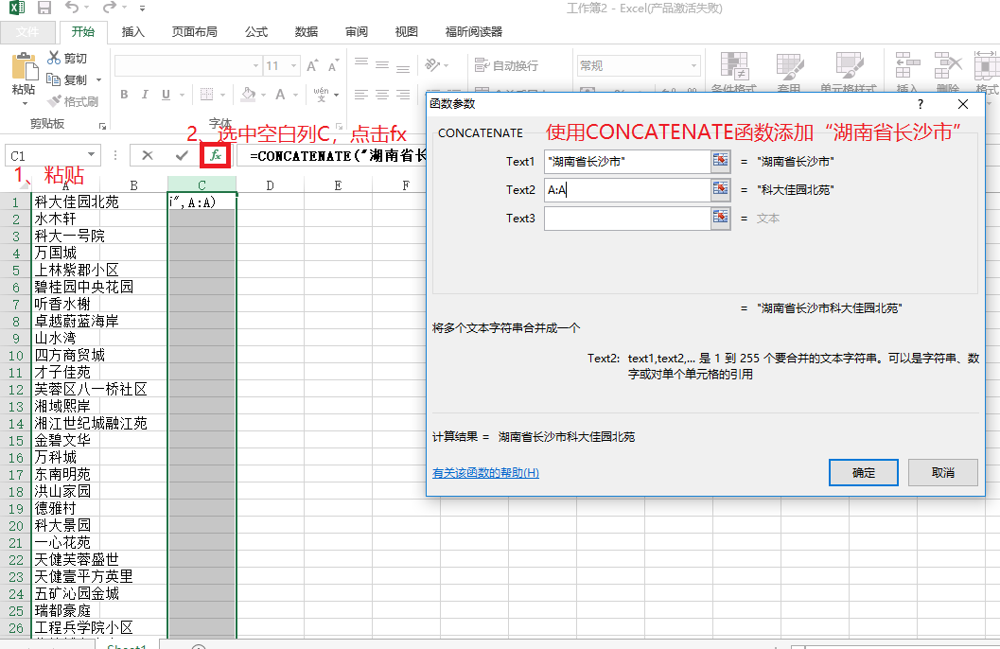 工作簿2 - Excel(产品激活失败)
文件 开始 插入 页面布局 公式 数据 审阅 视图 福昕阅读器
粘贴 剪切 复制 格式刷
11 A A 自动换行 常规
B I U A wén
条件格式 套用 单元格样式 插入 删除 格式
剪贴板 字体
2、选中空白列C，点击fx
C1 fx =CONCATENATE("湖南省长
1、粘贴
A B C D E F
1 科大佳园北苑 i",A:A)
2 水木轩
3 科大一号院
4 万国城
5 上林紫郡小区
6 碧桂园中央花园
7 听香水榭
8 卓越蔚蓝海岸
9 山水湾
10 四方商贸城
11 才子佳苑
12 芙蓉区八一桥社区
13 湘域熙岸
14 湘江世纪城融江苑
15 金碧文华
16 万科城
17 东南明苑
18 洪山家园
19 德雅村
20 科大景园
21 一心花苑
22 天健芙蓉盛世
23 天健壹平方英里
24 五矿沁园金城
25 瑞都豪庭
26 工程兵学院小区
Sheet1
函数参数 ?
CONCATENATE 使用CONCATENATE函数添加“湖南省长沙市”
Text1 "湖南省长沙市" = "湖南省长沙市"
Text2 A:A = "科大佳园北苑"
Text3 = 文本
= "湖南省长沙市科大佳园北苑"
将多个文本字符串合并成一个
Text2: text1,text2,... 是 1 到 255 个要合并的文本字符串。可以是字符串、数
字或对单个单元格的引用
计算结果 = 湖南省长沙市科大佳园北苑
有关该函数的帮助(H) 确定 取消